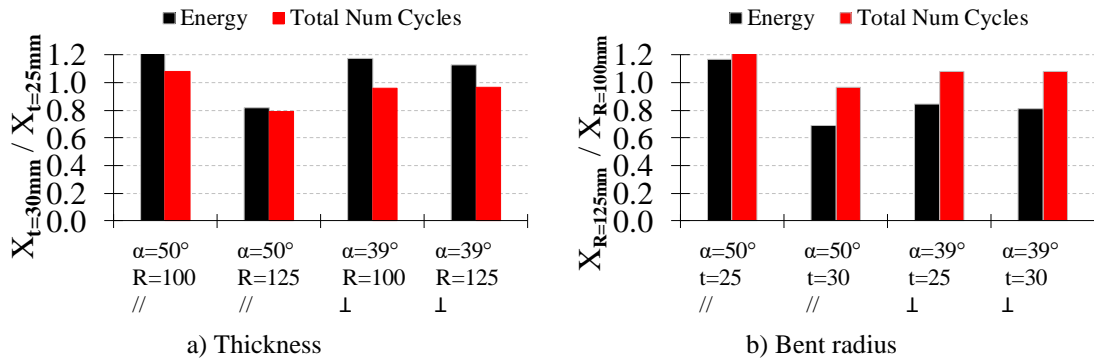 Energy Total Num Cycles
X_t=30mm / X_t=25mm
1.2
1.0
0.8
0.6
0.4
0.2
0.0
α=50° α=50° α=39° α=39°
R=100 R=125 R=100 R=125
// // ⊥ ⊥
a) Thickness
Energy Total Num Cycles
X_R=125mm / X_R=100mm
1.2
1.0
0.8
0.6
0.4
0.2
0.0
α=50° α=50° α=39° α=39°
t=25 t=30 t=25 t=30
// // ⊥ ⊥
b) Bent radius